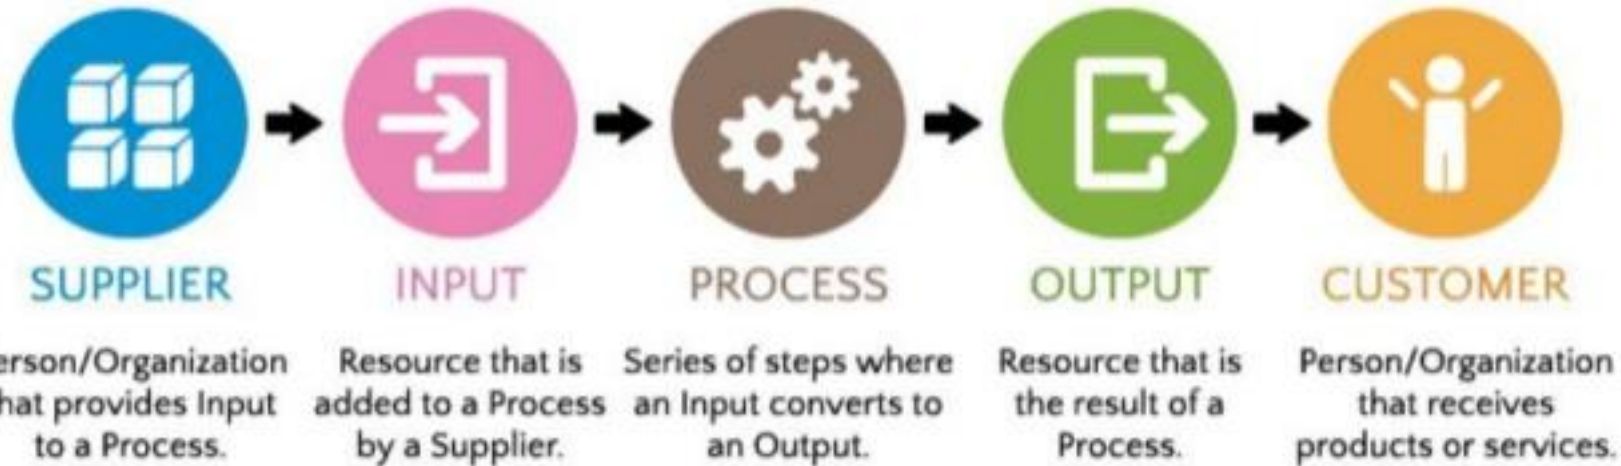 SUPPLIER
INPUT
PROCESS
OUTPUT
CUSTOMER
erson/Organization
hat provides Input
to a Process.
Resource that is
added to a Process
by a Supplier.
Series of steps where
an Input converts to
an Output.
Resource that is
the result of a
Process.
Person/Organization
that receives
products or services.